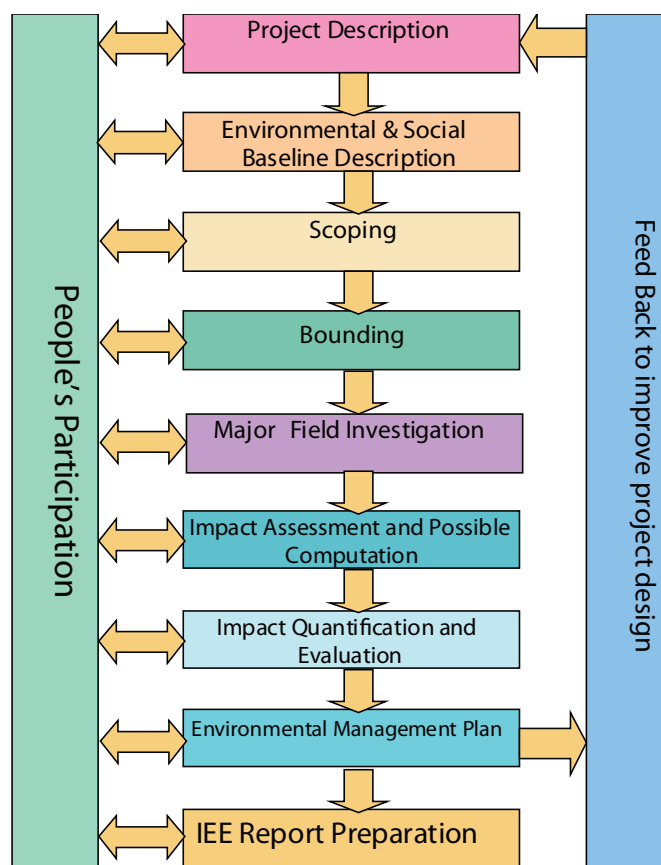 Project Description
Environmental & Social
Baseline Description
Scoping
Bounding
Major Field Investigation
Impact Assessment and Possible
Computation
Impact Quantification and
Evaluation
Environmental Management Plan
IEE Report Preparation
People's Participation
Feed Back to improve project design